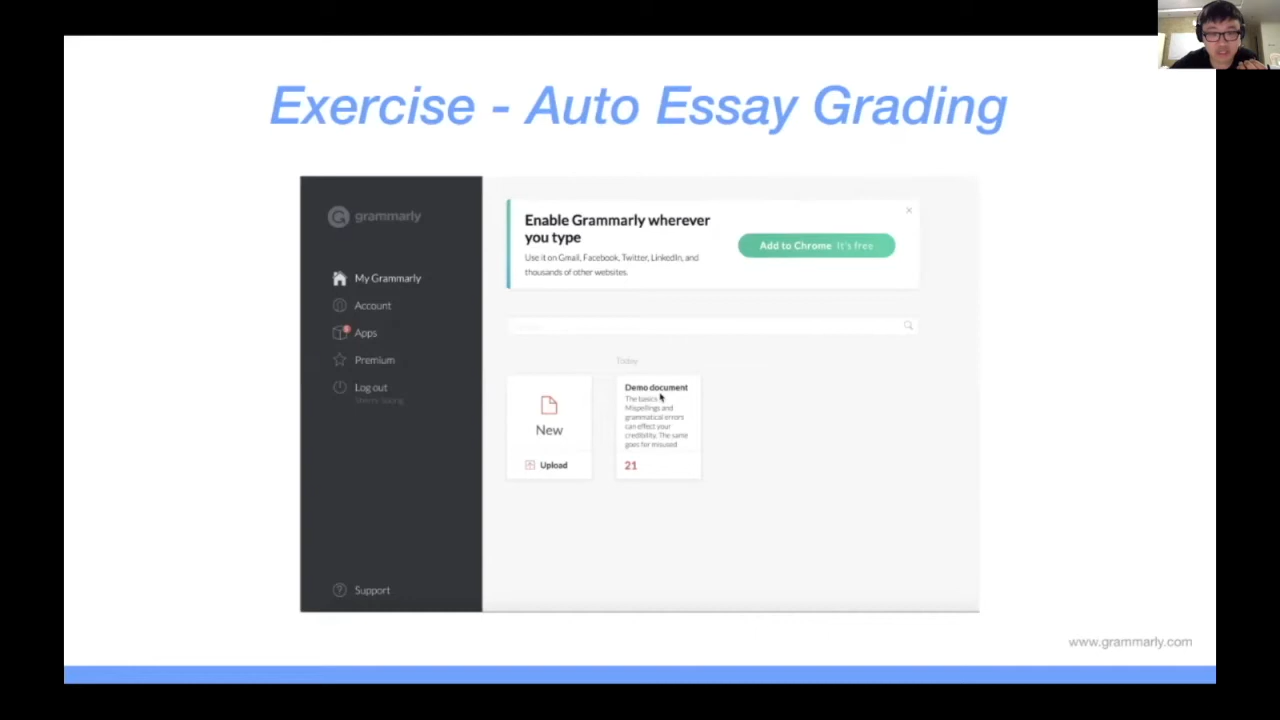 Exercise - Auto Essay Grading
grammarly
My Grammarly
Account
Apps
Premium
Log out
Support
Enable Grammarly wherever
you type
Use it on Gmail, Facebook, Twitter, LinkedIn, and
thousands of other websites.
Add to Chrome It's free
Today
New
Upload
Demo document
The basics
Mispellings and
grammatical errors
can effect your
credibility. The same
goes for misused
21
www.grammarly.com